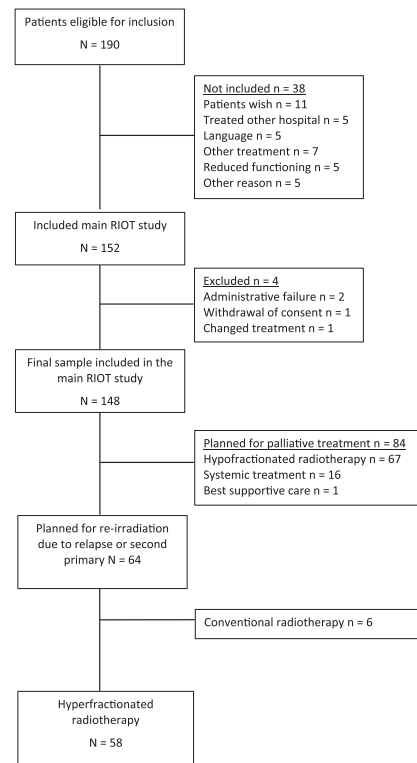 Patients eligible for inclusion
N = 190
Not included n = 38
Patients wish n = 11
Treated other hospital n = 5
Language n = 5
Other treatment n = 7
Reduced functioning n = 5
Other reason n = 5
Included main RIOT study
N = 152
Excluded n = 4
Administrative failure n = 2
Withdrawal of consent n = 1
Changed treatment n = 1
Final sample included in the
main RIOT study
N = 148
Planned for palliative treatment n = 84
Hypofractionated radiotherapy n = 67
Systemic treatment n = 16
Best supportive care n = 1
Planned for re-irradiation
due to relapse or second
primary N = 64
Conventional radiotherapy n = 6
Hyperfractionated
radiotherapy
N = 58